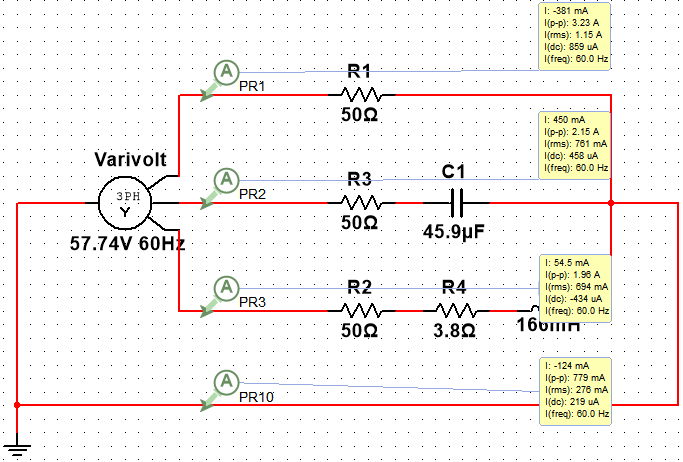 I: -381 mA
I(p-p): 3.23 A
I(rms): 1.15 A
I(dc): 859 uA
I(freq): 60.0 Hz
A
R1
PR1
50Ω
I: 450 mA
I(p-p): 2.15 A
I(rms): 761 mA
I(dc): 458 uA
I(freq): 60.0 Hz
Varivolt
A
R3
C1
PR2
3PH
Y
50Ω
45.9µF
57.74V 60Hz
I: 54.5 mA
I(p-p): 1.96 A
I(rms): 694 mA
I(dc): -434 uA
I(freq): 60.0 Hz
A
R2
R4
PR3
50Ω
3.8Ω
166mH
I: -124 mA
I(p-p): 779 mA
I(rms): 276 mA
I(dc): 219 uA
I(freq): 60.0 Hz
A
PR10